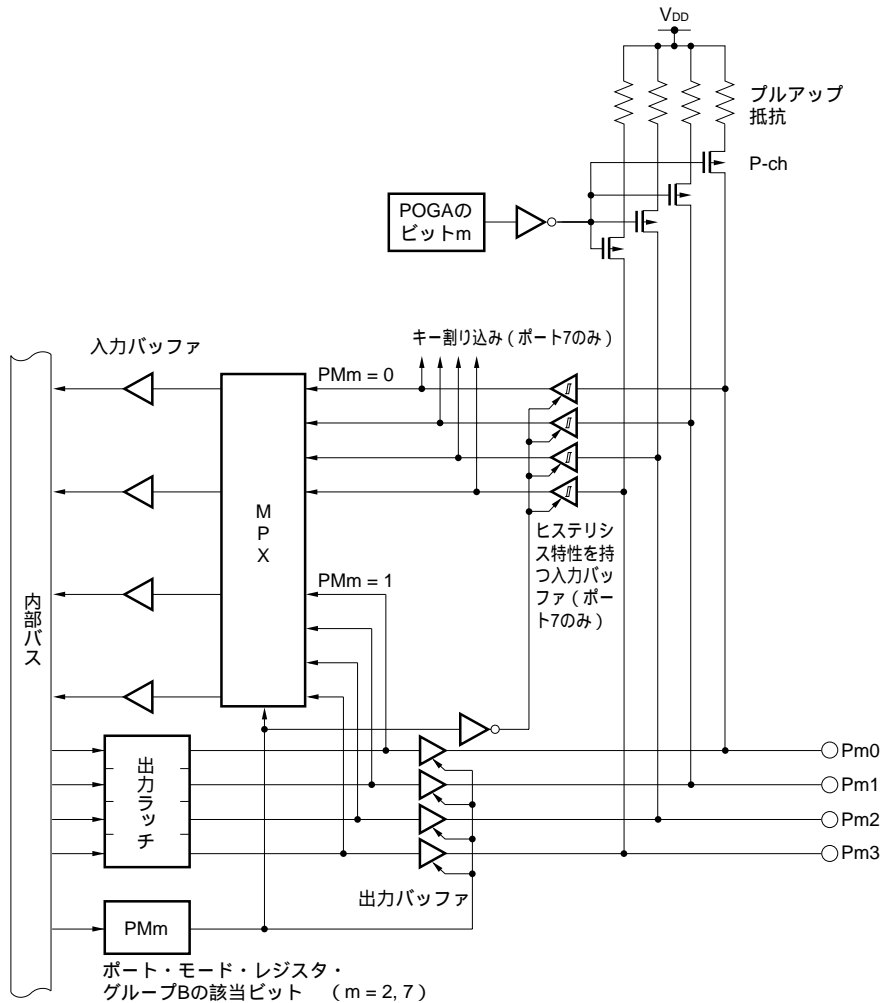 VDD
プルアップ
抵抗
P-ch
POGAの
ビットm
キー割り込み（ポート7のみ）
入力バッファ
PMm = 0
MPX
ヒステリシ
ス特性を持
つ入力バッ
ファ（ポー
ト7のみ）
PMm = 1
内部バス
出力ラッチ
Pm0
Pm1
Pm2
Pm3
出力バッファ
PMm
ポート・モード・レジスタ・
グループBの該当ビット （m = 2, 7）